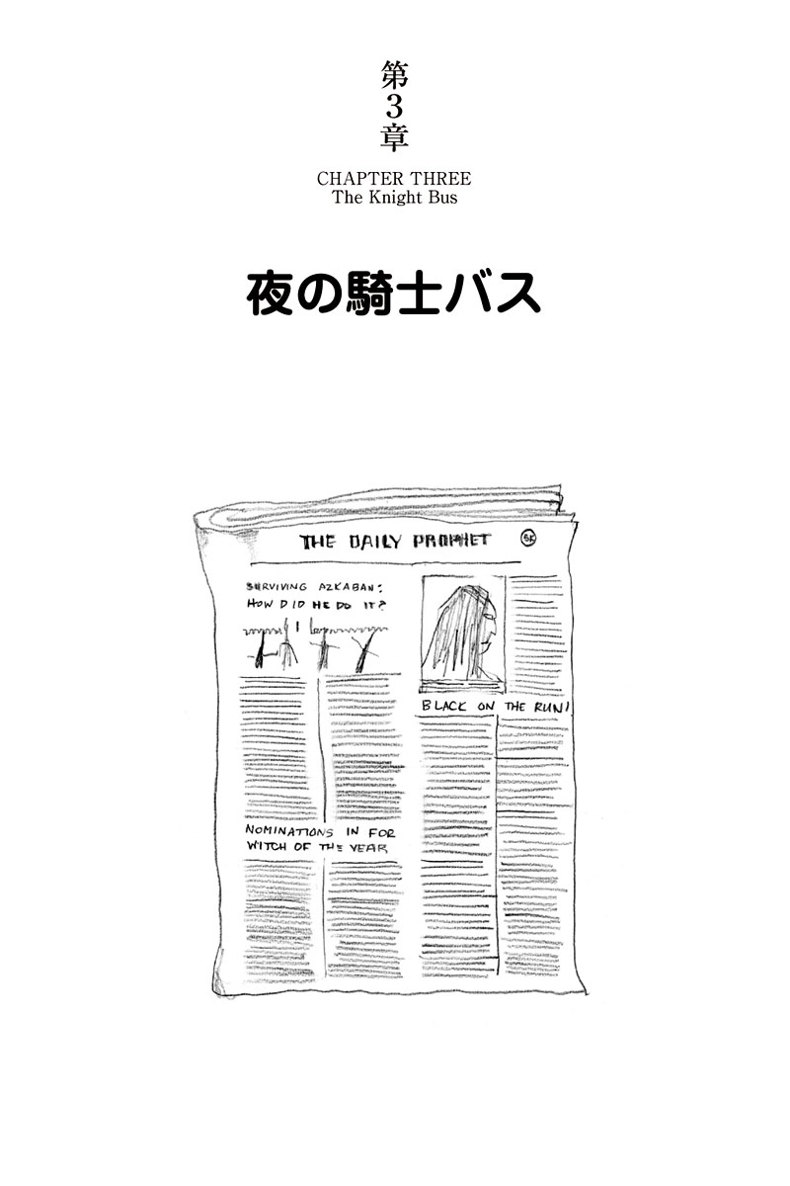 第3章
CHAPTER THREE
The Knight Bus
夜の騎士バス
THE DAILY PROPHET
SURVIVING AZKABAN:
HOW DID HE DO IT?
BLACK ON THE RUN!
NOMINATIONS IN FOR
WITCH OF THE YEAR